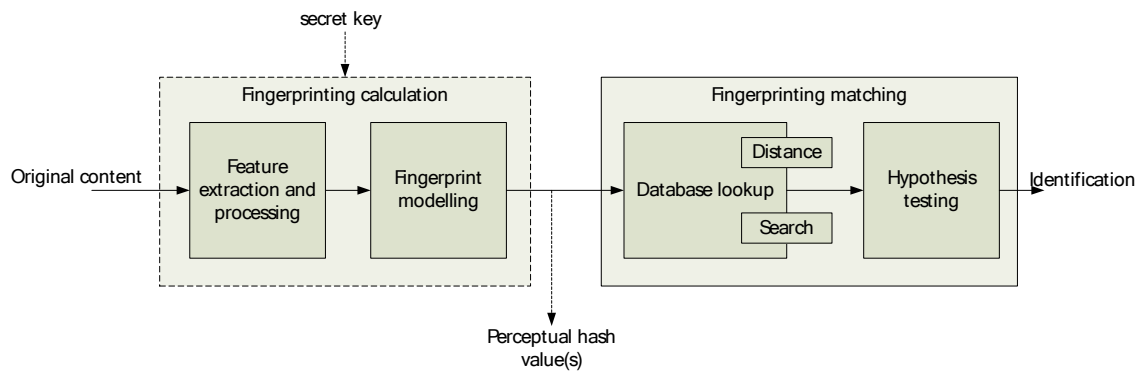 secret key
Fingerprinting calculation
Fingerprinting matching
Original content
Feature
extraction and
processing
Fingerprint
modelling
Database lookup
Distance
Search
Hypothesis
testing
Identification
Perceptual hash
value(s)